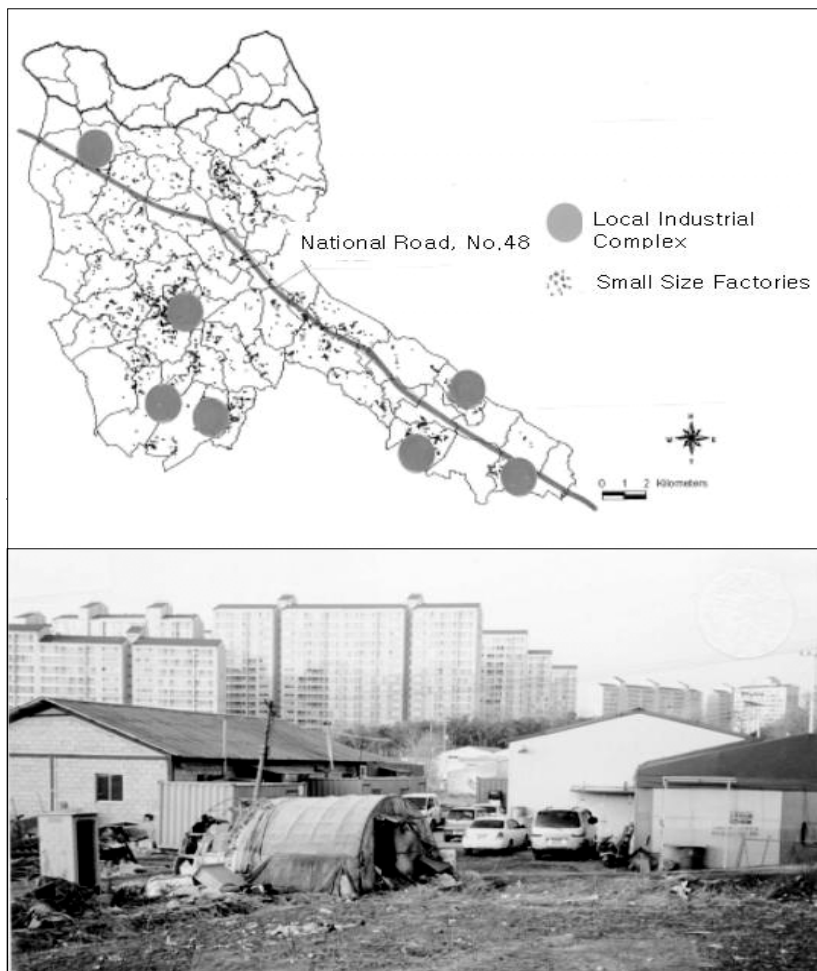 National Road, No.48
Local Industrial
Complex
Small Size Factories
N
W E
0 1 2 Kilometers